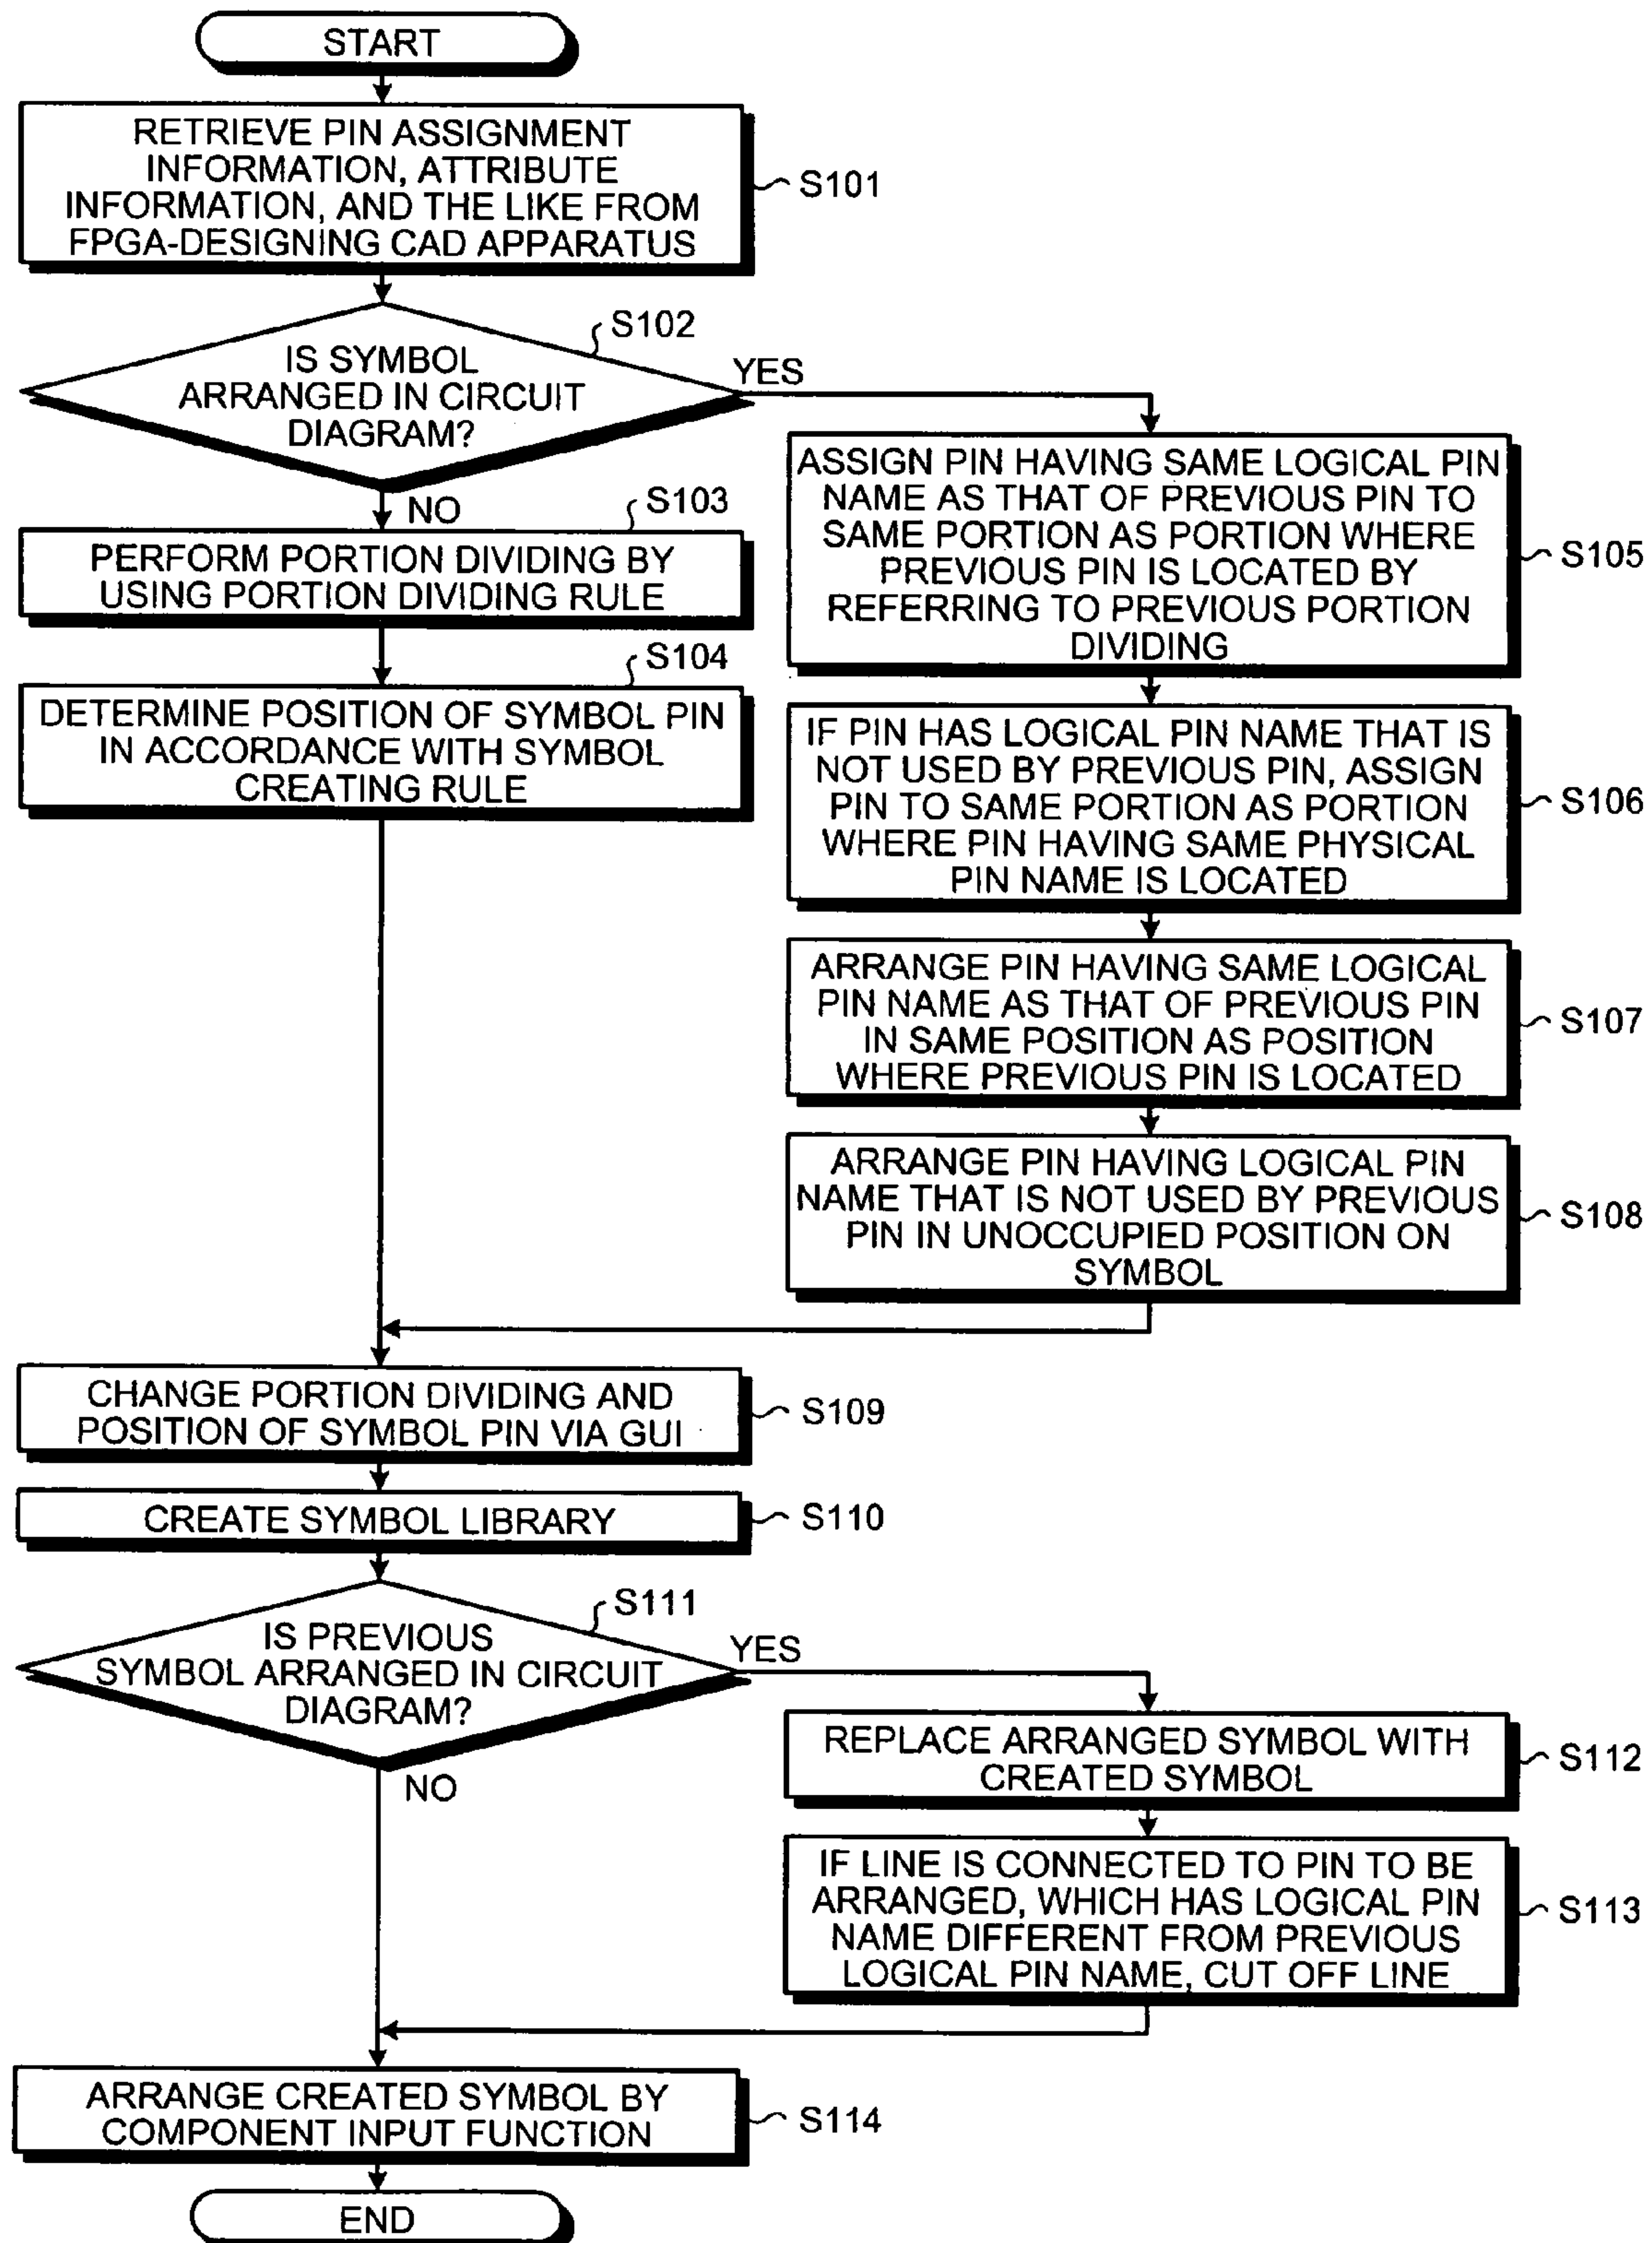 START
RETRIEVE PIN ASSIGNMENT
INFORMATION, ATTRIBUTE
INFORMATION, AND THE LIKE FROM
FPGA-DESIGNING CAD APPARATUS
S101
S102
IS SYMBOL
ARRANGED IN CIRCUIT
DIAGRAM?
YES
NO
S103
PERFORM PORTION DIVIDING BY
USING PORTION DIVIDING RULE
S104
DETERMINE POSITION OF SYMBOL PIN
IN ACCORDANCE WITH SYMBOL
CREATING RULE
ASSIGN PIN HAVING SAME LOGICAL PIN
NAME AS THAT OF PREVIOUS PIN TO
SAME PORTION AS PORTION WHERE
PREVIOUS PIN IS LOCATED BY
REFERRING TO PREVIOUS PORTION
DIVIDING
S105
IF PIN HAS LOGICAL PIN NAME THAT IS
NOT USED BY PREVIOUS PIN, ASSIGN
PIN TO SAME PORTION AS PORTION
WHERE PIN HAVING SAME PHYSICAL
PIN NAME IS LOCATED
S106
ARRANGE PIN HAVING SAME LOGICAL
PIN NAME AS THAT OF PREVIOUS PIN
IN SAME POSITION AS POSITION
WHERE PREVIOUS PIN IS LOCATED
S107
ARRANGE PIN HAVING LOGICAL PIN
NAME THAT IS NOT USED BY PREVIOUS
PIN IN UNOCCUPIED POSITION ON
SYMBOL
S108
CHANGE PORTION DIVIDING AND
POSITION OF SYMBOL PIN VIA GUI
S109
CREATE SYMBOL LIBRARY
S110
S111
IS PREVIOUS
SYMBOL ARRANGED IN CIRCUIT
DIAGRAM?
YES
NO
REPLACE ARRANGED SYMBOL WITH
CREATED SYMBOL
S112
IF LINE IS CONNECTED TO PIN TO BE
ARRANGED, WHICH HAS LOGICAL PIN
NAME DIFFERENT FROM PREVIOUS
LOGICAL PIN NAME, CUT OFF LINE
S113
ARRANGE CREATED SYMBOL BY
COMPONENT INPUT FUNCTION
S114
END